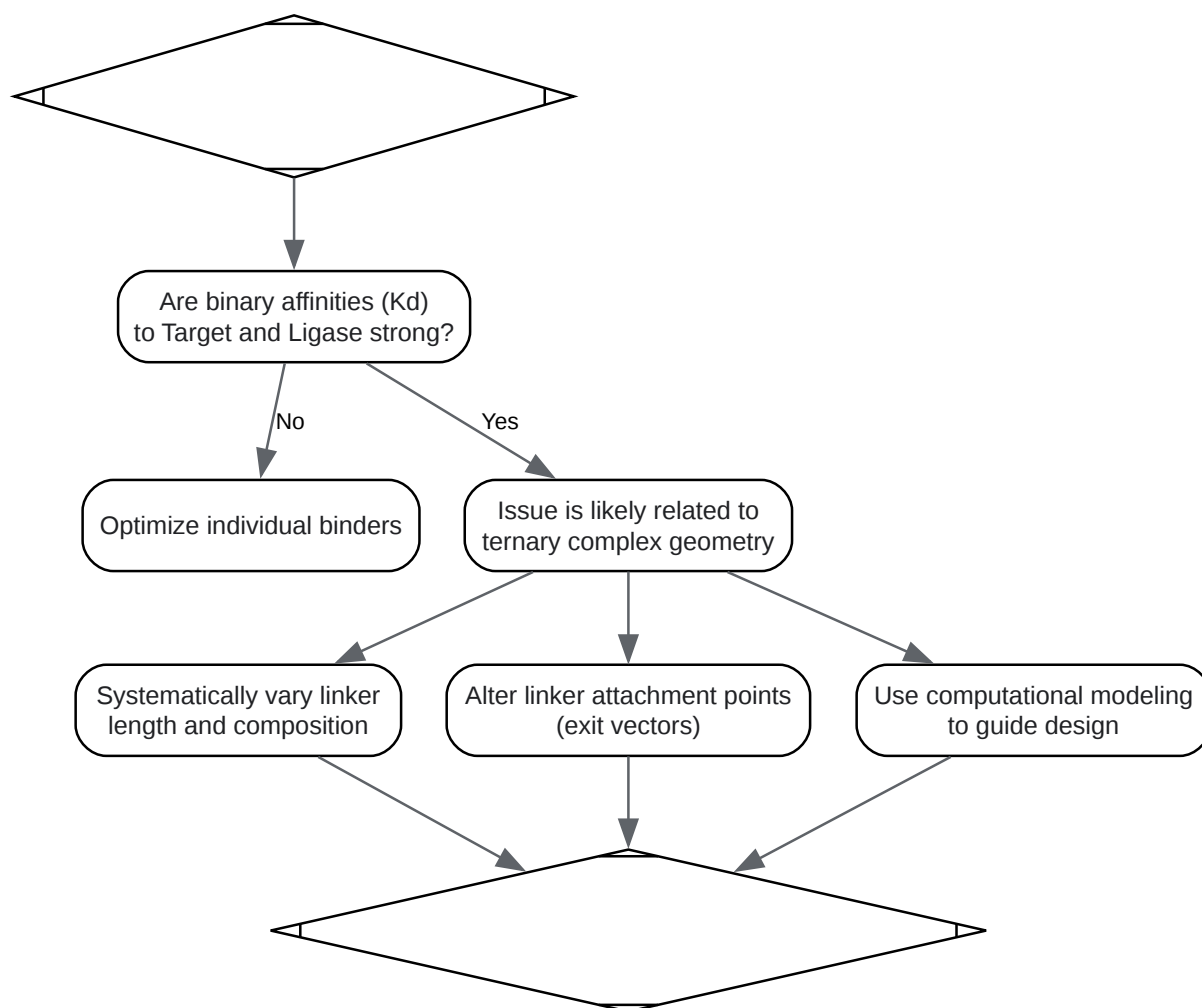 Are binary affinities (Kd)
to Target and Ligase strong?
No
Yes
Optimize individual binders
Issue is likely related to
ternary complex geometry
Systematically vary linker
length and composition
Alter linker attachment points
(exit vectors)
Use computational modeling
to guide design